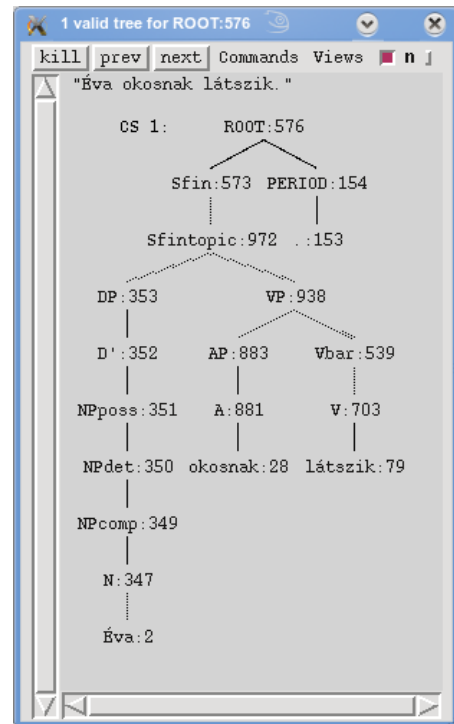 1 valid tree for ROOT:576
kill prev next Commands Views n
"Éva okosnak látszik."
CS 1: ROOT:576
Sfin:573 PERIOD:154
Sfintopic:972 .:153
DP:353 VP:938
D':352 AP:883 Vbar:539
NPposs:351 A:881 V:703
NPdet:350 okosnak:28 látszik:79
NPcomp:349
N:347
Éva:2